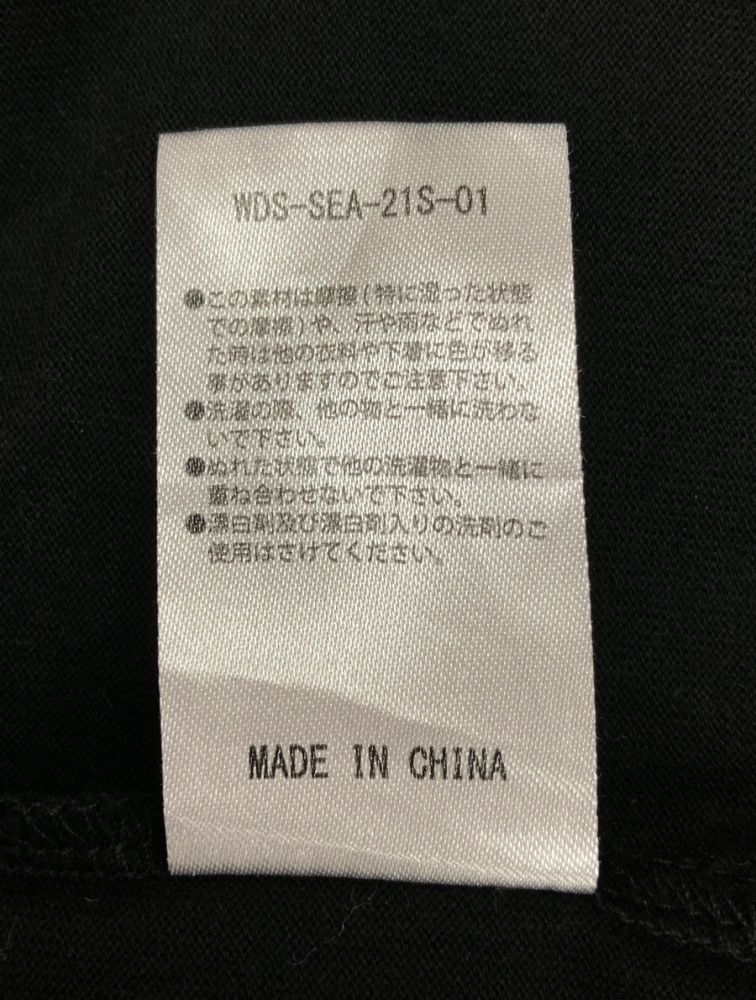 WDS-SEA-21S-01
●この素材は摩擦(特に湿った状態
での摩擦)や、汗や雨などでぬれ
た時は他の衣料や下着に色が移る
事がありますのでご注意下さい。
●洗濯の際、他の物と一緒に洗わな
いで下さい。
●ぬれた状態で他の洗濯物と一緒に
重ね合わせないで下さい。
●漂白剤及び漂白剤入りの洗剤のご
使用はさけてください。
MADE IN CHINA